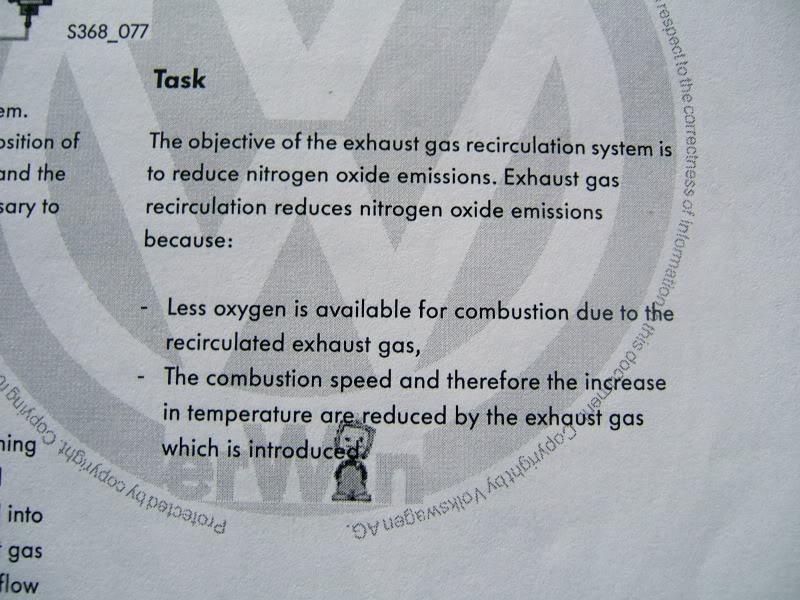 S368_077
Task
The objective of the exhaust gas recirculation system is
to reduce nitrogen oxide emissions. Exhaust gas
recirculation reduces nitrogen oxide emissions
because:
- Less oxygen is available for combustion due to the
recirculated exhaust gas,
- The combustion speed and therefore the increase
in temperature are reduced by the exhaust gas
which is introduced.
em.
osition of
and the
sary to
ning
into
gas
flow
erWin
Protected by copyright. Copying
respect to the correctness of information this document. Copyright by Volkswagen AG.